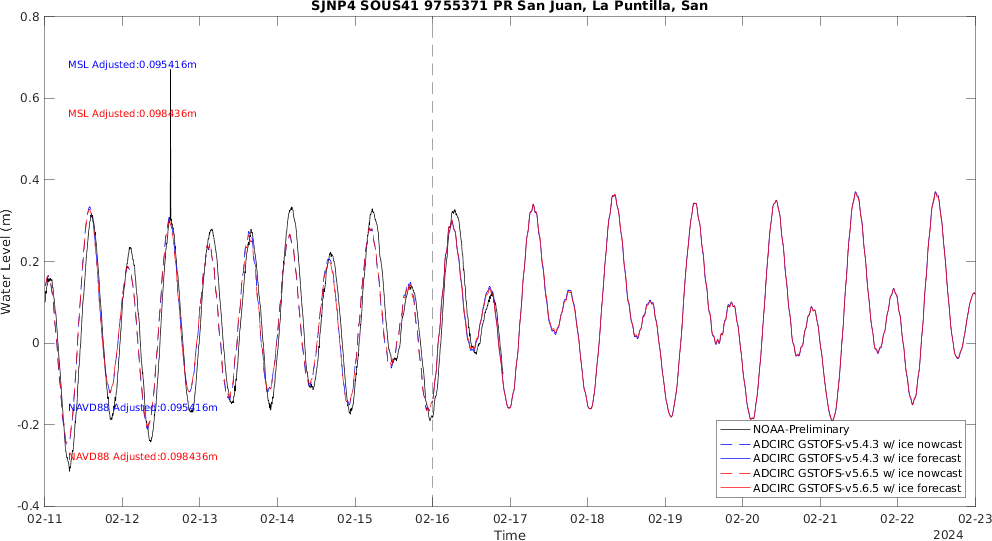 SJNP4 SOUS41 9755371 PR San Juan, La Puntilla, San
Water Level (m)
0.8
0.6
0.4
0.2
0
-0.2
-0.4
MSL Adjusted:0.095416m
MSL Adjusted:0.098436m
NAVD88 Adjusted:0.095416m
NAVD88 Adjusted:0.098436m
NOAA-Preliminary
ADCIRC GSTOFS-v5.4.3 w/ ice nowcast
ADCIRC GSTOFS-v5.4.3 w/ ice forecast
ADCIRC GSTOFS-v5.6.5 w/ ice nowcast
ADCIRC GSTOFS-v5.6.5 w/ ice forecast
02-11 02-12 02-13 02-14 02-15 02-16 02-17 02-18 02-19 02-20 02-21 02-22 02-23
Time
2024